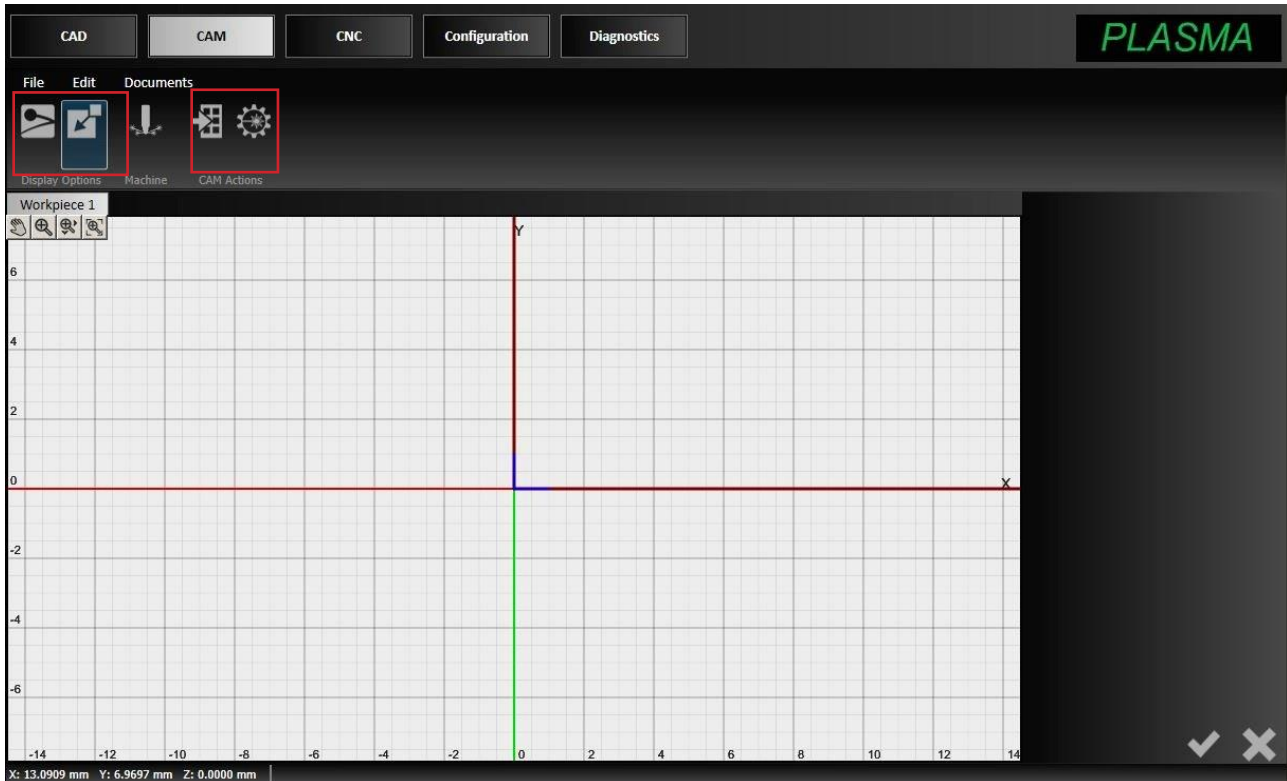 CAD CAM CNC Configuration Diagnostics PLASMA
File Edit Documents
Display Options Machine CAM Actions
Workpiece 1
Y
6
4
2
0
X
-2
-4
-6
-14 -12 -10 -8 -6 -4 -2 0 2 4 6 8 10 12 14
X: 13.0909 mm Y: 6.9697 mm Z: 0.0000 mm